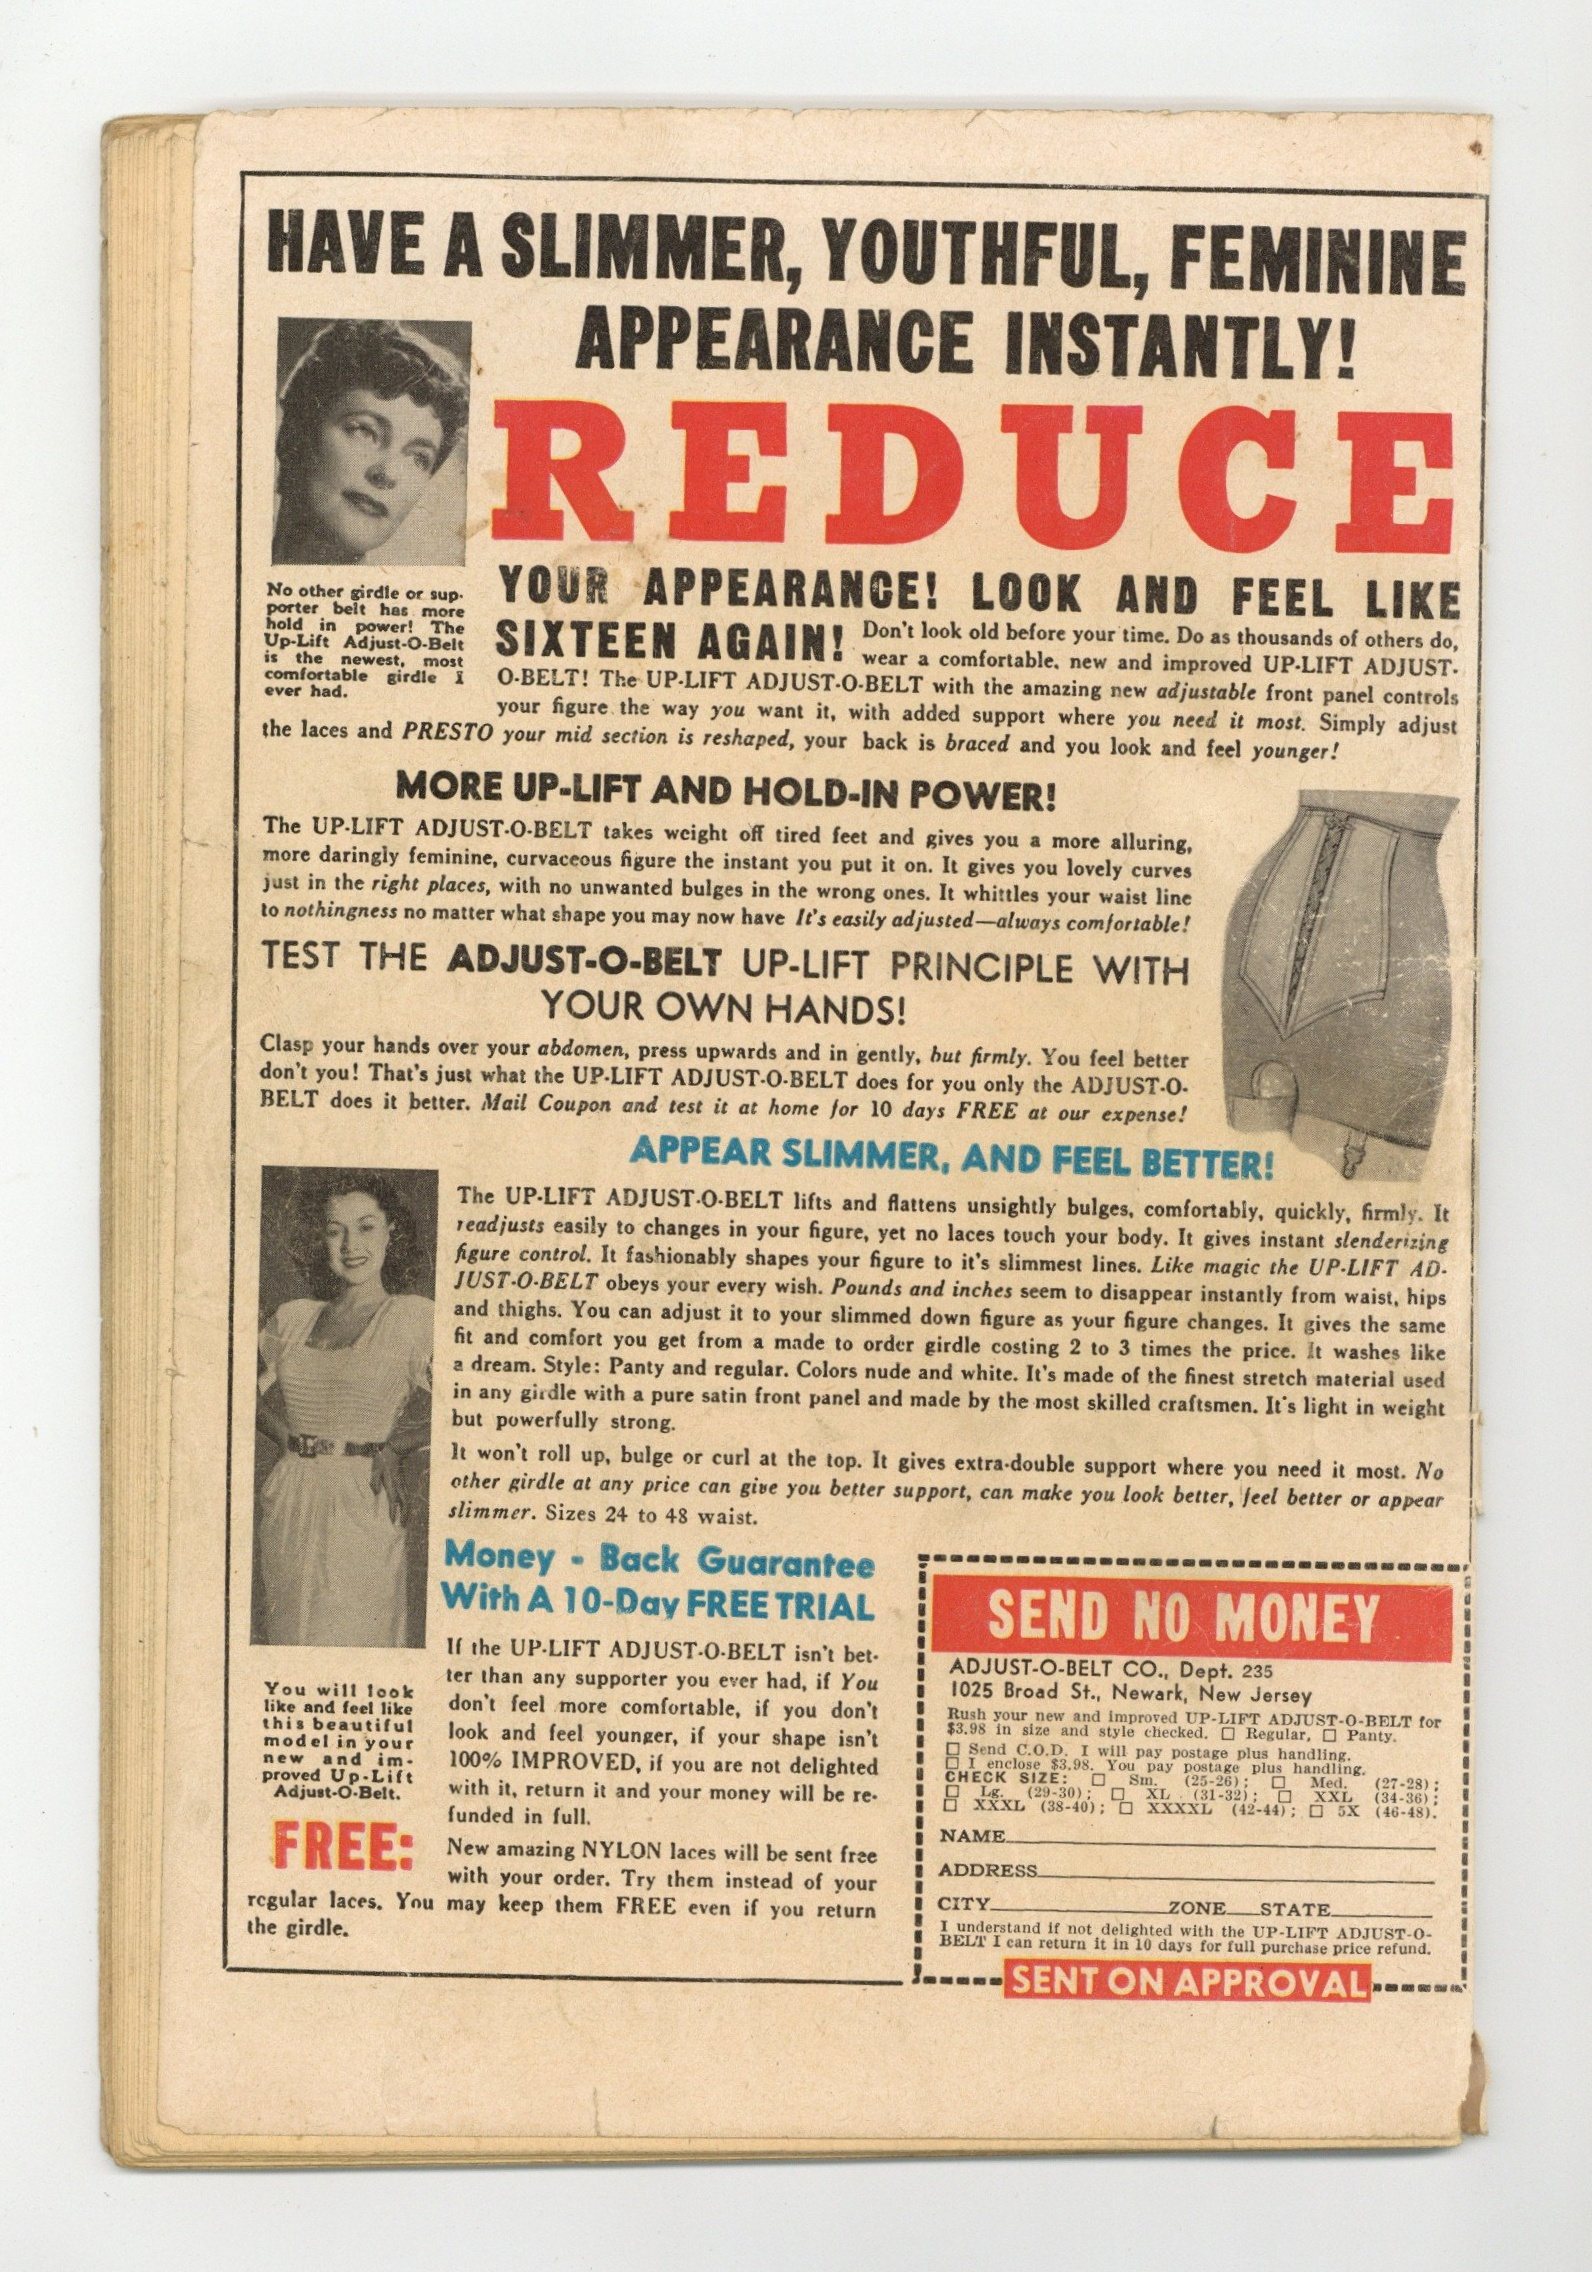 HAVE A SLIMMER, YOUTHFUL, FEMININE
APPEARANCE INSTANTLY!
REDUCE
YOUR APPEARANCE! LOOK AND FEEL LIKE
SIXTEEN AGAIN! Don't look old before your time. Do as thousands of others do,
wear a comfortable. new and improved UP-LIFT ADJUST-
O-BELT! The UP-LIFT ADJUST-O-BELT with the amazing new adjustable front panel controls
your figure the way you want it, with added support where you need it most. Simply adjust
the laces and PRESTO your mid section is reshaped, your back is braced and you look and feel younger!
No other girdle or sup-
porter belt has more
hold in power! The
Up-Lift Adjust-O-Belt
is the newest, most
comfortable girdle I
ever had.
MORE UP-LIFT AND HOLD-IN POWER!
The UP-LIFT ADJUST-O-BELT takes weight off tired feet and gives you a more alluring,
more daringly feminine, curvaceous figure the instant you put it on. It gives you lovely curves
just in the right places, with no unwanted bulges in the wrong ones. It whittles your waist line
to nothingness no matter what shape you may now have It's easily adjusted—always comfortable!
TEST THE ADJUST-O-BELT UP-LIFT PRINCIPLE WITH
YOUR OWN HANDS!
Clasp your hands over your abdomen, press upwards and in gently, but firmly. You feel better
don't you! That's just what the UP-LIFT ADJUST-O-BELT does for you only the ADJUST-O-
BELT does it better. Mail Coupon and test it at home for 10 days FREE at our expense!
APPEAR SLIMMER, AND FEEL BETTER!
The UP-LIFT ADJUST-O-BELT lifts and flattens unsightly bulges, comfortably, quickly, firmly. It
readjusts easily to changes in your figure, yet no laces touch your body. It gives instant slenderizing
figure control. It fashionably shapes your figure to it's slimmest lines. Like magic the UP-LIFT AD-
JUST-O-BELT obeys your every wish. Pounds and inches seem to disappear instantly from waist, hips
and thighs. You can adjust it to your slimmed down figure as your figure changes. It gives the same
fit and comfort you get from a made to order girdle costing 2 to 3 times the price. It washes like
a dream. Style: Panty and regular. Colors nude and white. It's made of the finest stretch material used
in any girdle with a pure satin front panel and made by the most skilled craftsmen. It's light in weight
but powerfully strong.
It won't roll up, bulge or curl at the top. It gives extra-double support where you need it most. No
other girdle at any price can give you better support, can make you look better, feel better or appear
slimmer. Sizes 24 to 48 waist.
You will look
like and feel like
this beautiful
model in your
new and im-
proved Up-Lift
Adjust-O-Belt.
Money - Back Guarantee
With A 10-Day FREE TRIAL
If the UP-LIFT ADJUST-O-BELT isn't bet-
ter than any supporter you ever had, if You
don't feel more comfortable, if you don't
look and feel younger, if your shape isn't
100% IMPROVED, if you are not delighted
with it, return it and your money will be re-
funded in full.
FREE: New amazing NYLON laces will be sent free
with your order. Try them instead of your
regular laces. You may keep them FREE even if you return
the girdle.
SEND NO MONEY
ADJUST-O-BELT CO., Dept. 235
1025 Broad St., Newark, New Jersey
Rush your new and improved UP-LIFT ADJUST-O-BELT for
$3.98 in size and style checked. ☐ Regular, ☐ Panty.
☐ Send C.O.D. I will pay postage plus handling.
☐ I enclose $3.98. You pay postage plus handling.
CHECK SIZE: ☐ Sm. (25-26); ☐ Med. (27-28);
☐ Lg. (29-30); ☐ XL (31-32); ☐ XXL (34-36);
☐ XXXL (38-40); ☐ XXXXL (42-44); ☐ 5X (46-48).
NAME
ADDRESS
CITY ZONE STATE
I understand if not delighted with the UP-LIFT ADJUST-O-
BELT I can return it in 10 days for full purchase price refund.
SENT ON APPROVAL